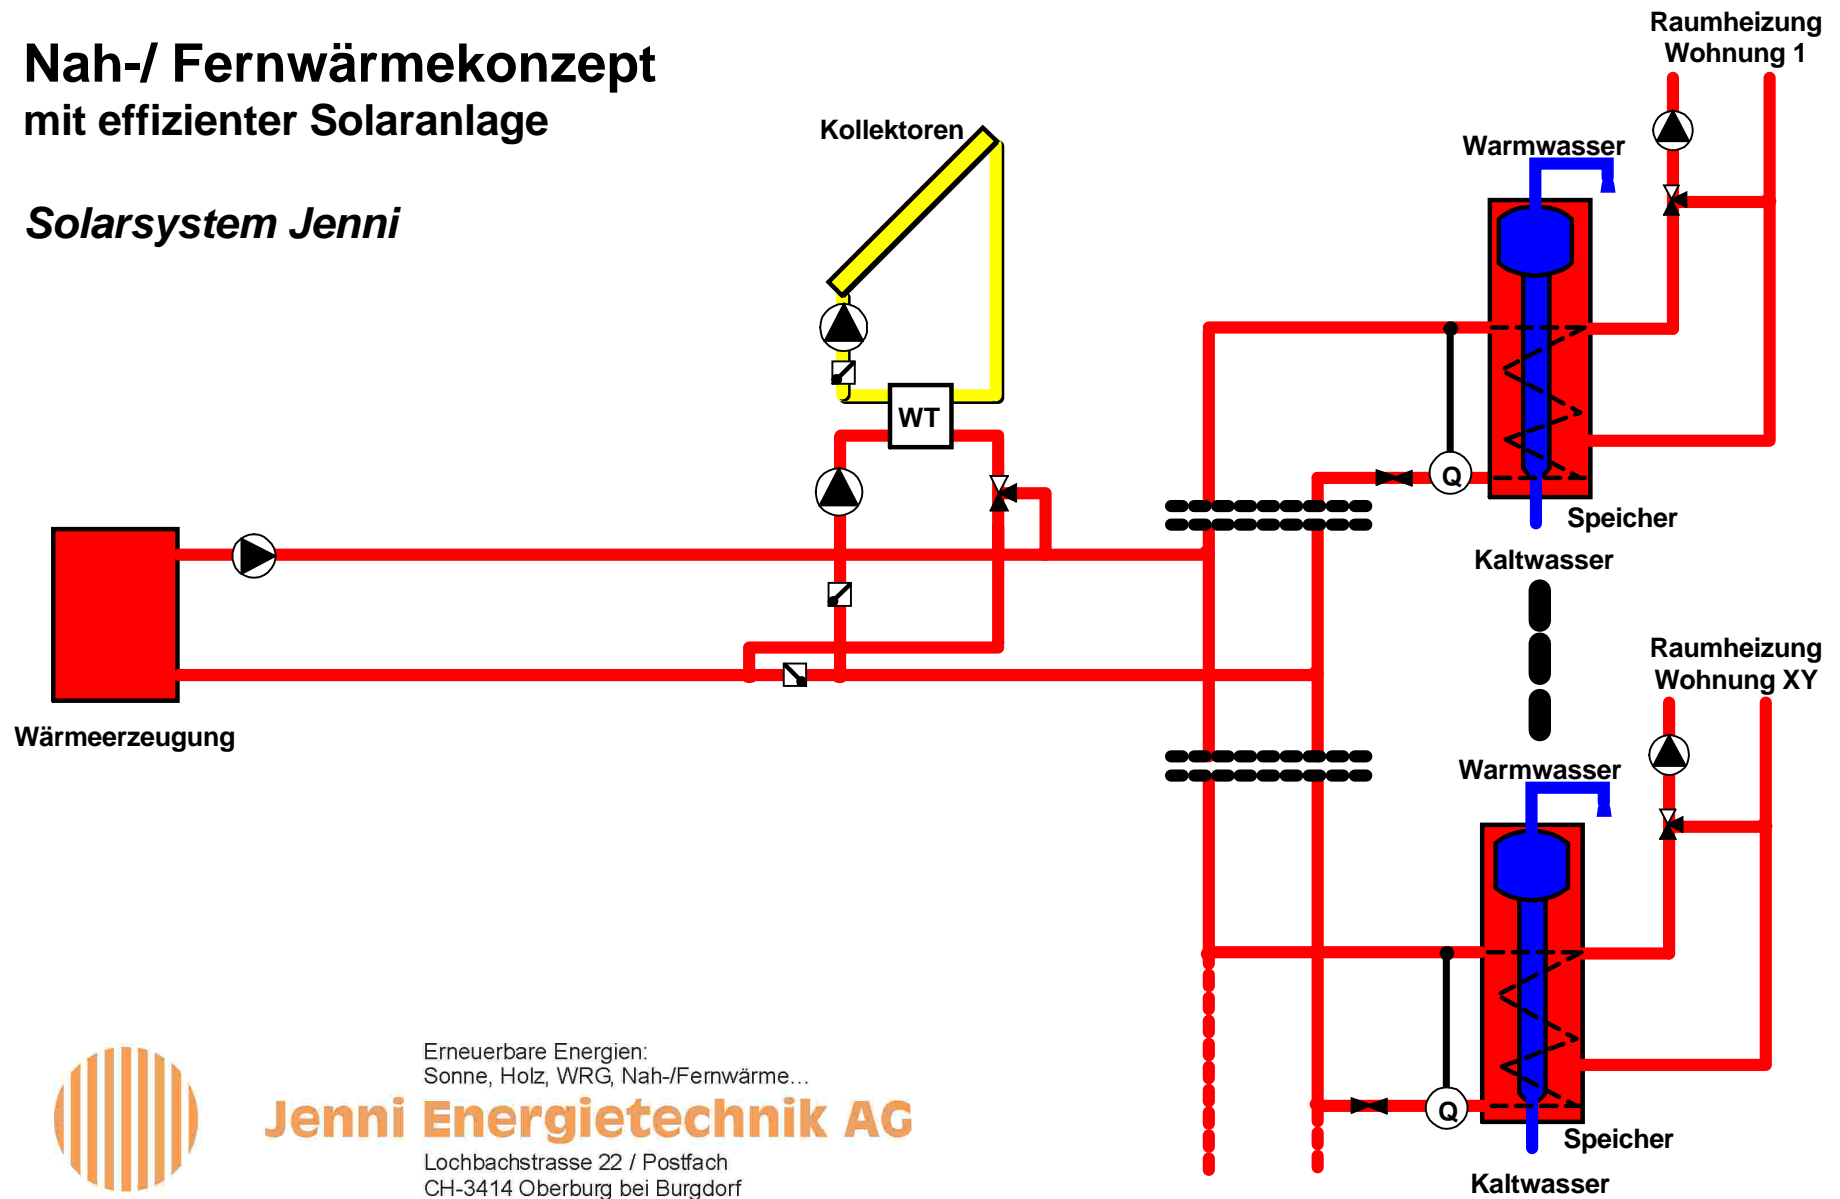 Nah-/ Fernwärmekonzept
mit effizienter Solaranlage
Solarsystem Jenni
Kollektoren
WT
Wärmeerzeugung
Raumheizung
Wohnung 1
Warmwasser
Q
Speicher
Kaltwasser
Raumheizung
Wohnung XY
Warmwasser
Q
Speicher
Kaltwasser
Erneuerbare Energien:
Sonne, Holz, WRG, Nah-/Fernwärme...
Jenni Energietechnik AG
Lochbachstrasse 22 / Postfach
CH-3414 Oberburg bei Burgdorf